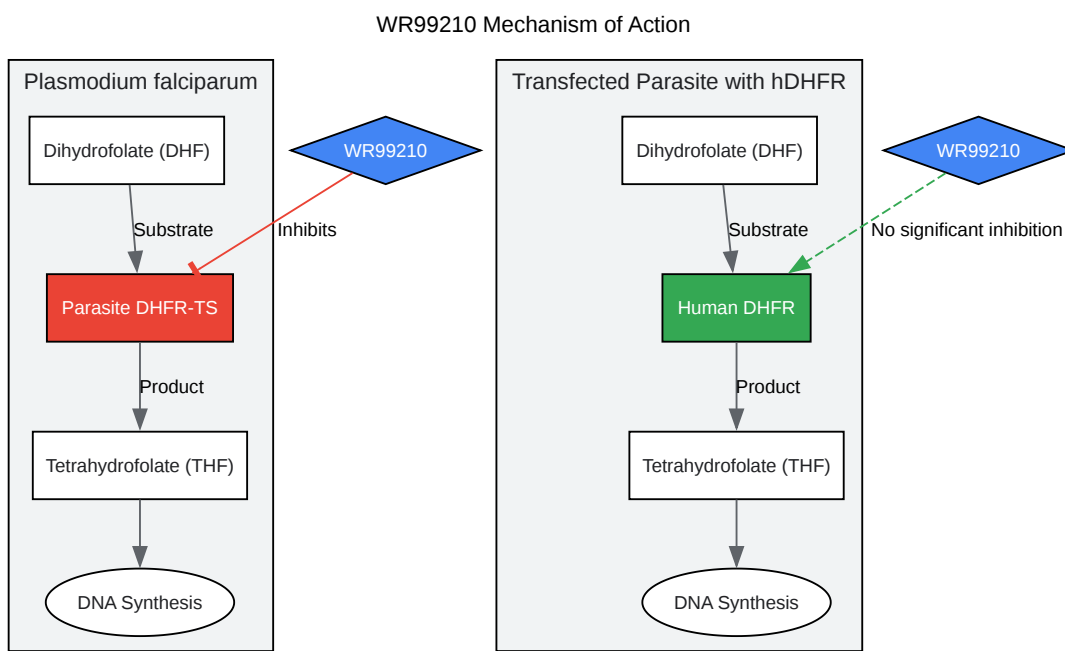 WR99210 Mechanism of Action
Plasmodium falciparum
Dihydrofolate (DHF)
WR99210
Substrate
Inhibits
Parasite DHFR-TS
Product
Tetrahydrofolate (THF)
DNA Synthesis
Transfected Parasite with hDHFR
Dihydrofolate (DHF)
WR99210
Substrate
No significant inhibition
Human DHFR
Product
Tetrahydrofolate (THF)
DNA Synthesis